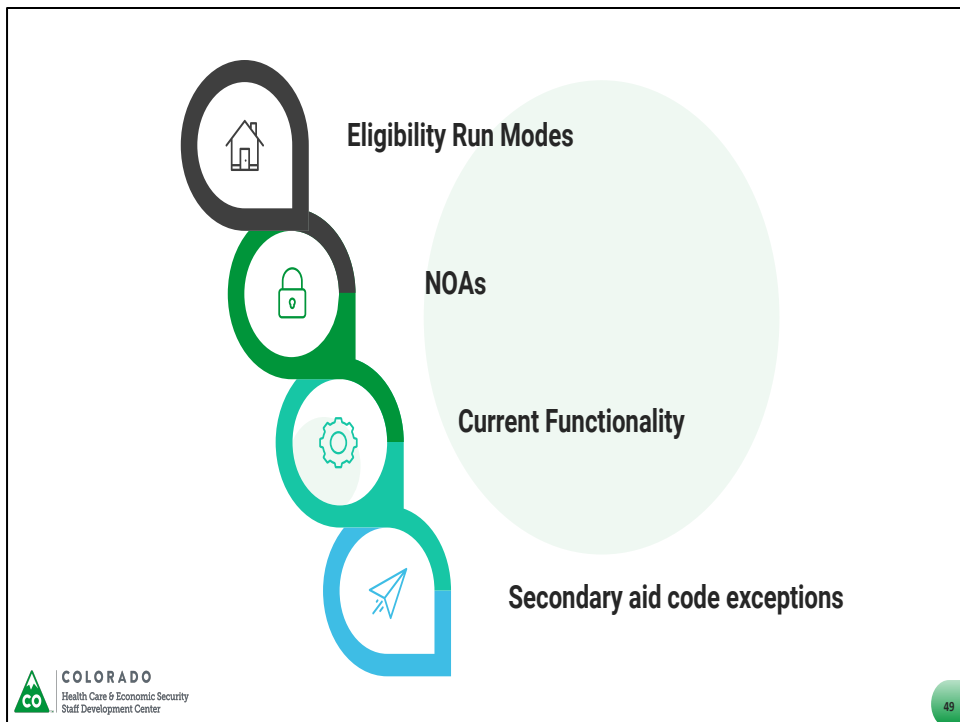 Eligibility Run Modes
NOAs
Current Functionality
Secondary aid code exceptions
CO
COLORADO
Health Care & Economic Security
Staff Development Center
49